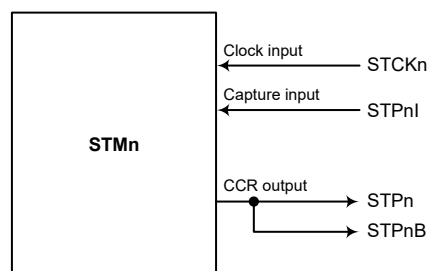 Clock input
STCKn
Capture input
STPnI
STMn
CCR output
STPn
STPnB